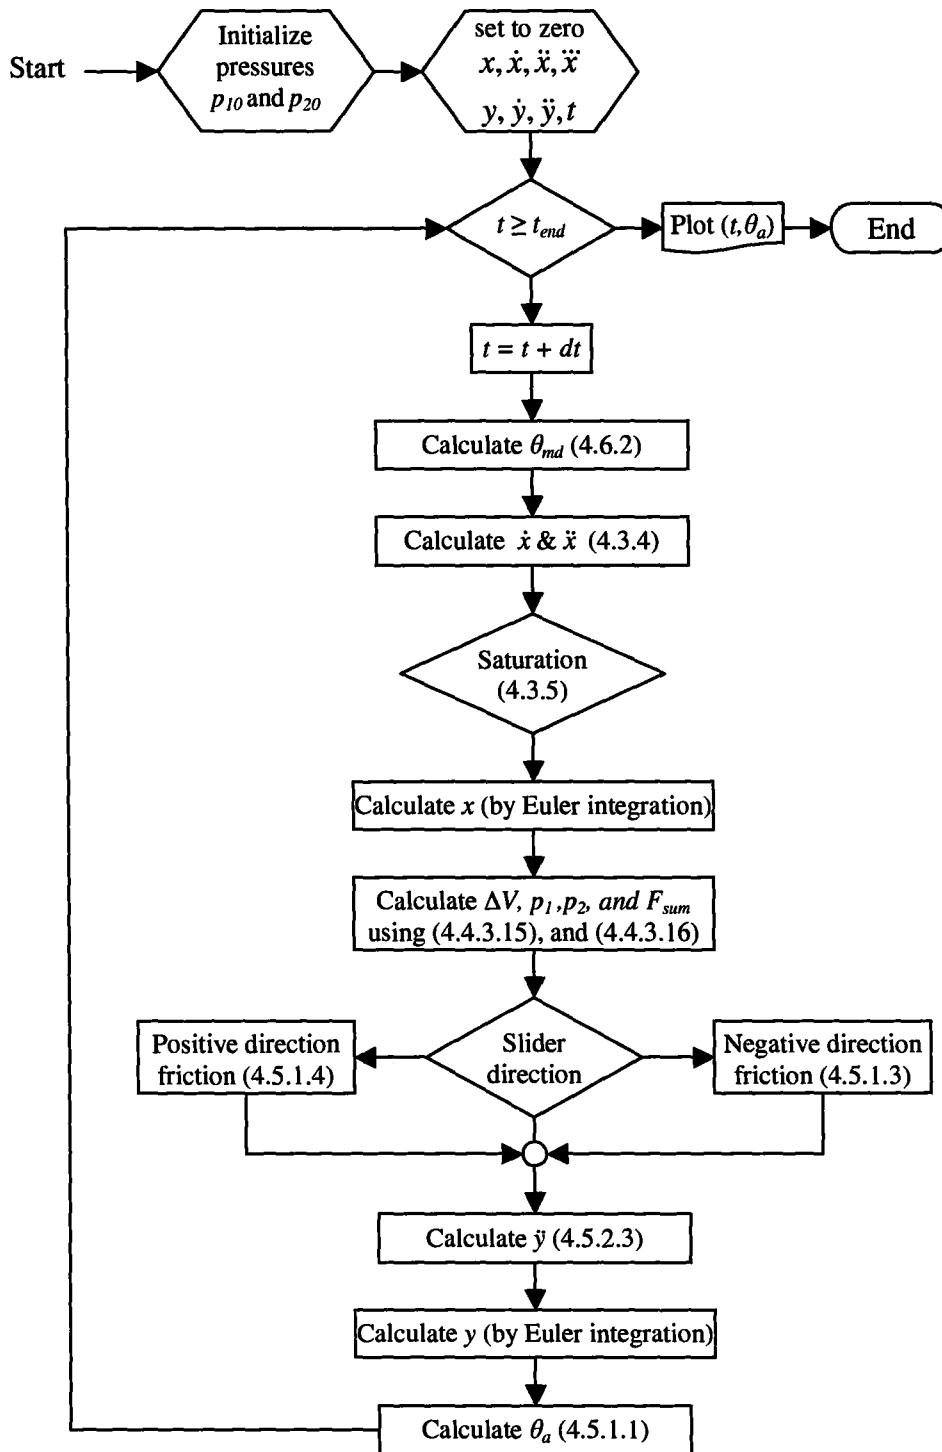 Start
Initialize
pressures
p₁₀ and p₂₀
set to zero
x, ẋ, ẍ, x⃛
y, ẏ, ÿ, t
t ≥ t_end
Plot (t,θₐ)
End
t = t + dt
Calculate θ_md (4.6.2)
Calculate ẋ & ẍ (4.3.4)
Saturation
(4.3.5)
Calculate x (by Euler integration)
Calculate ΔV, p₁,p₂, and F_sum
using (4.4.3.15), and (4.4.3.16)
Positive direction
friction (4.5.1.4)
Slider
direction
Negative direction
friction (4.5.1.3)
Calculate ÿ (4.5.2.3)
Calculate y (by Euler integration)
Calculate θₐ (4.5.1.1)